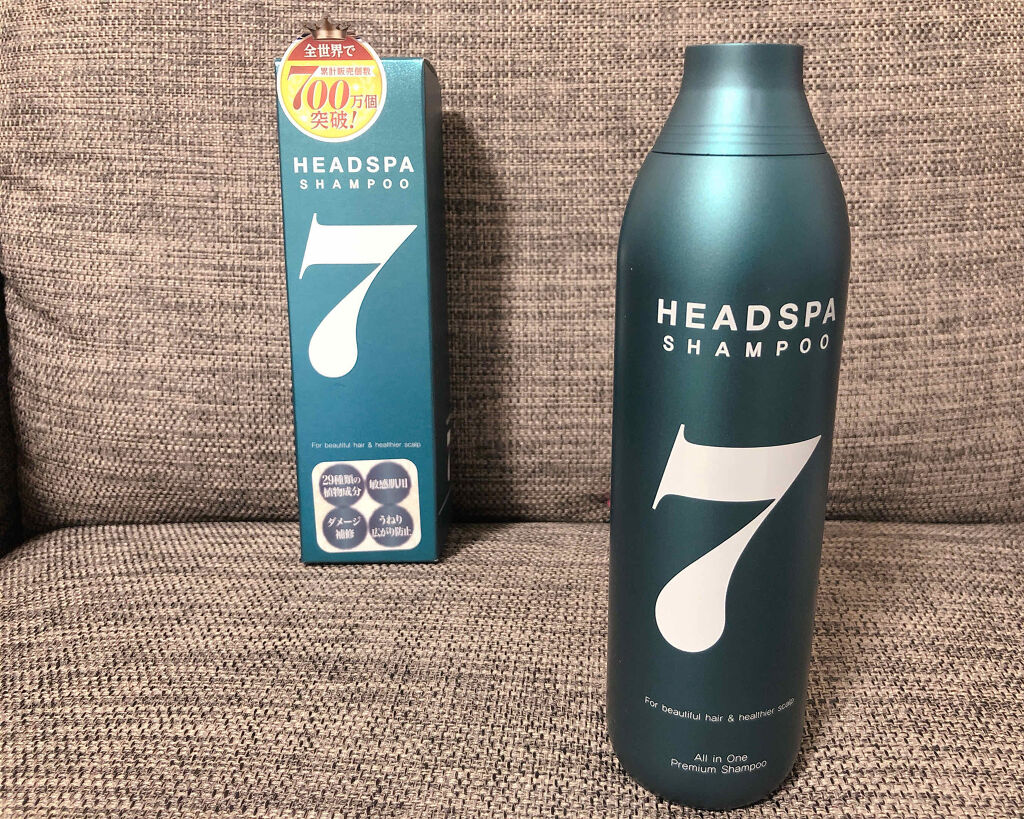 全世界で
累計販売個数
700万個
突破!
HEADSPA
SHAMPOO
7
For beautiful hair & healthier scalp
29種類の
植物成分
敏感肌用
ダメージ
補修
うねり
広がり防止
HEADSPA
SHAMPOO
7
For beautiful hair & healthier scalp
All in One
Premium Shampoo